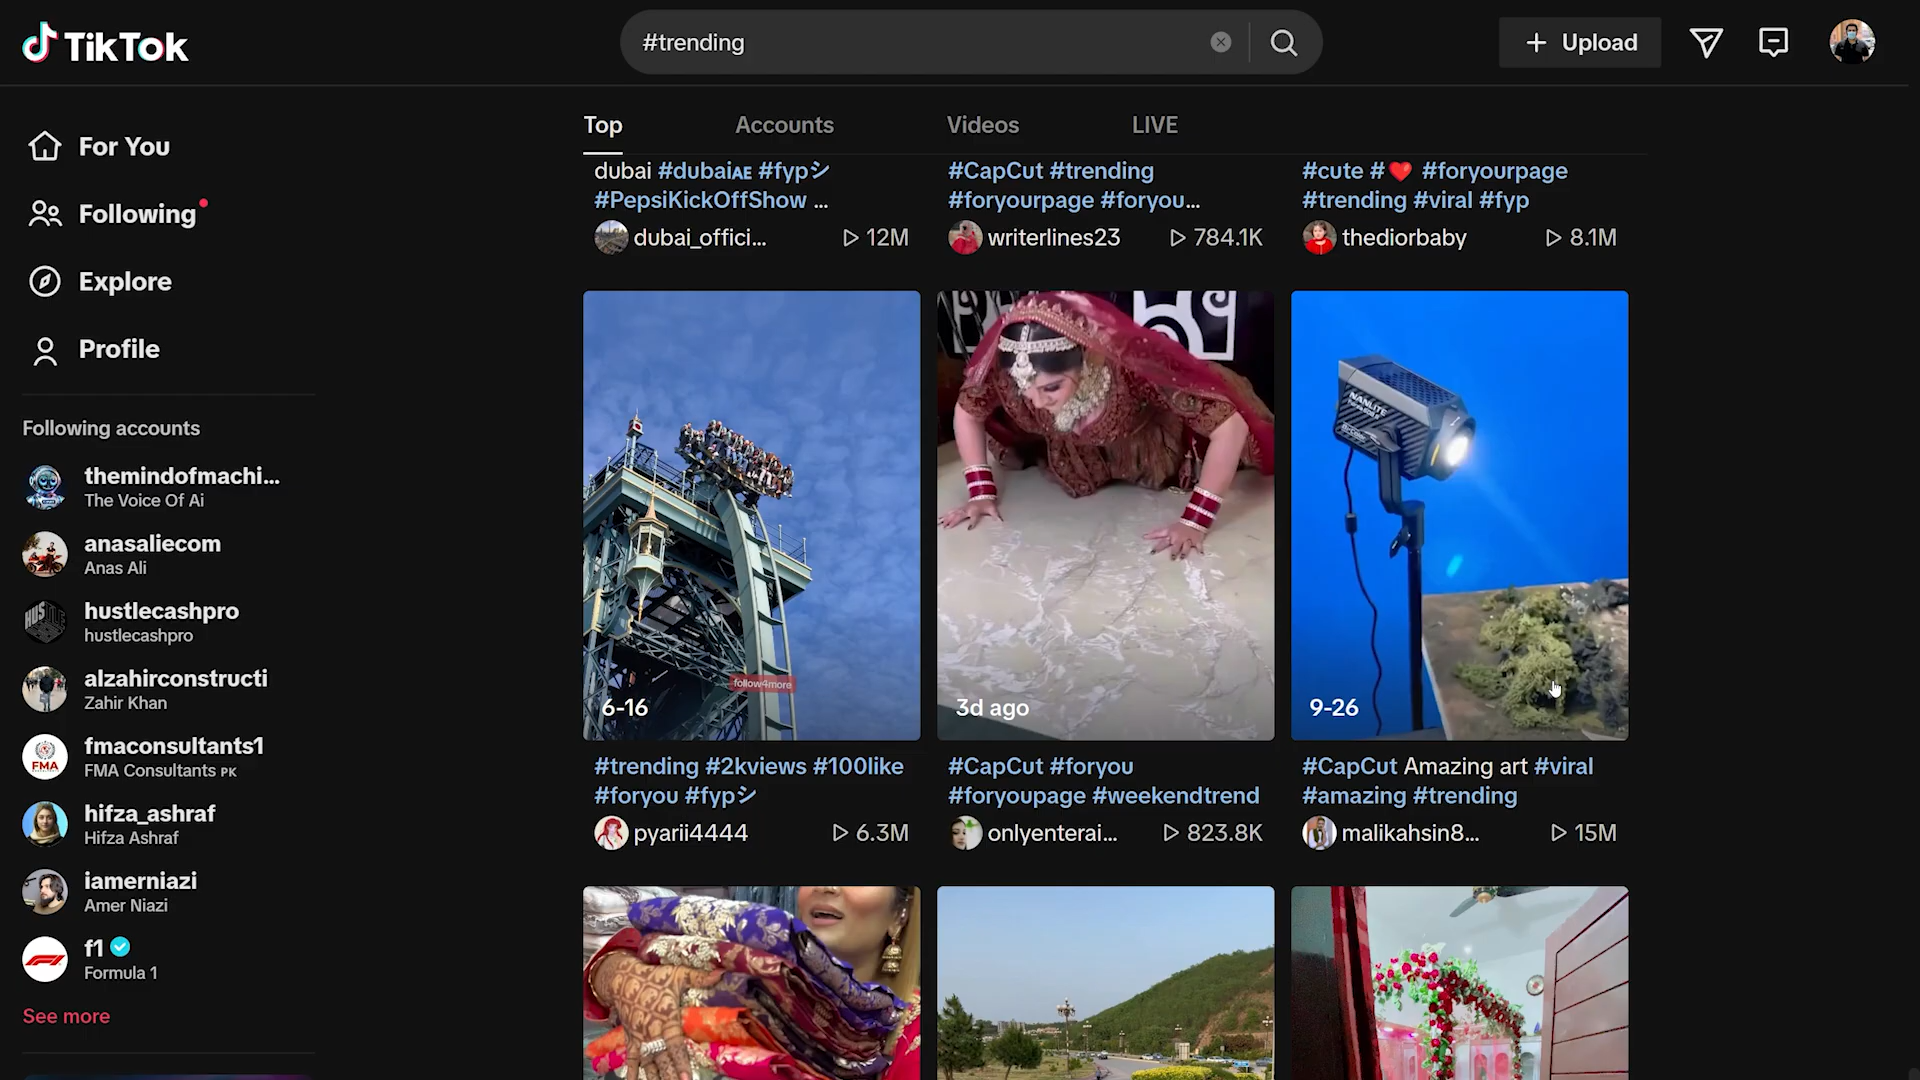 TikTok
#trending
Upload
For You
Following
Explore
Profile
Following accounts
themindofmachi...
The Voice Of Ai
anasaliecom
Anas Ali
hustlecashpro
hustlecashpro
alzahirconstructi
Zahir Khan
FMA
fmaconsultants1
FMA Consultants PK
hifza_ashraf
Hifza Ashraf
iamerniazi
Amer Niazi
f1
Formula 1
See more
Top Accounts Videos LIVE
dubai #dubaiAE #fypシ
#PepsiKickOffShow ...
dubai_offici... 12M
#CapCut #trending
#foryourpage #foryou...
writerlines23 784.1K
#cute #❤️ #foryourpage
#trending #viral #fyp
thediorbaby 8.1M
follow4more
6-16
#trending #2kviews #100like
#foryou #fypシ
pyarii4444 6.3M
3d ago
#CapCut #foryou
#foryoupage #weekendtrend
onlyenterai... 823.8K
NANLITE
9-26
#CapCut Amazing art #viral
#amazing #trending
malikahsin8... 15M